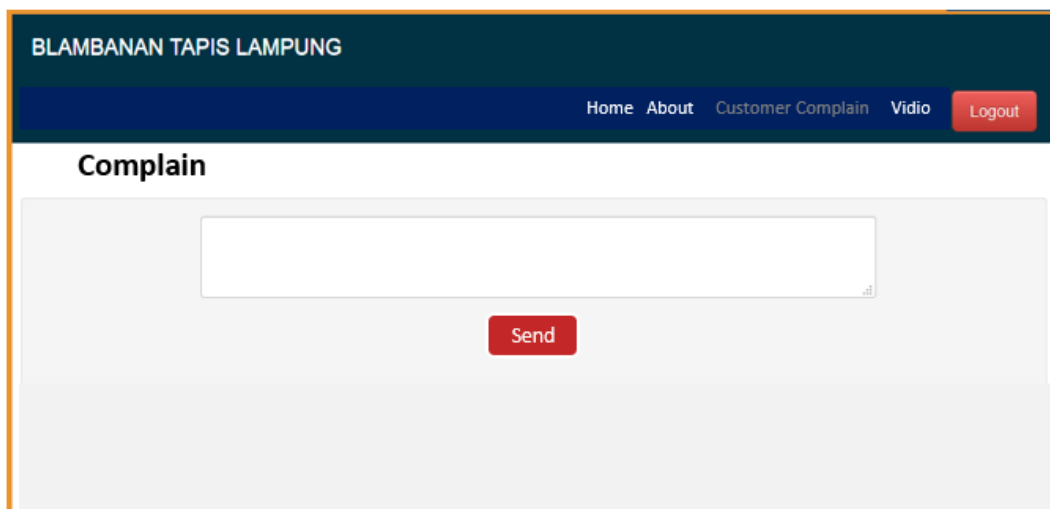 BLAMBANAN TAPIS LAMPUNG
Home About Customer Complain Vidio Logout
Complain
Send